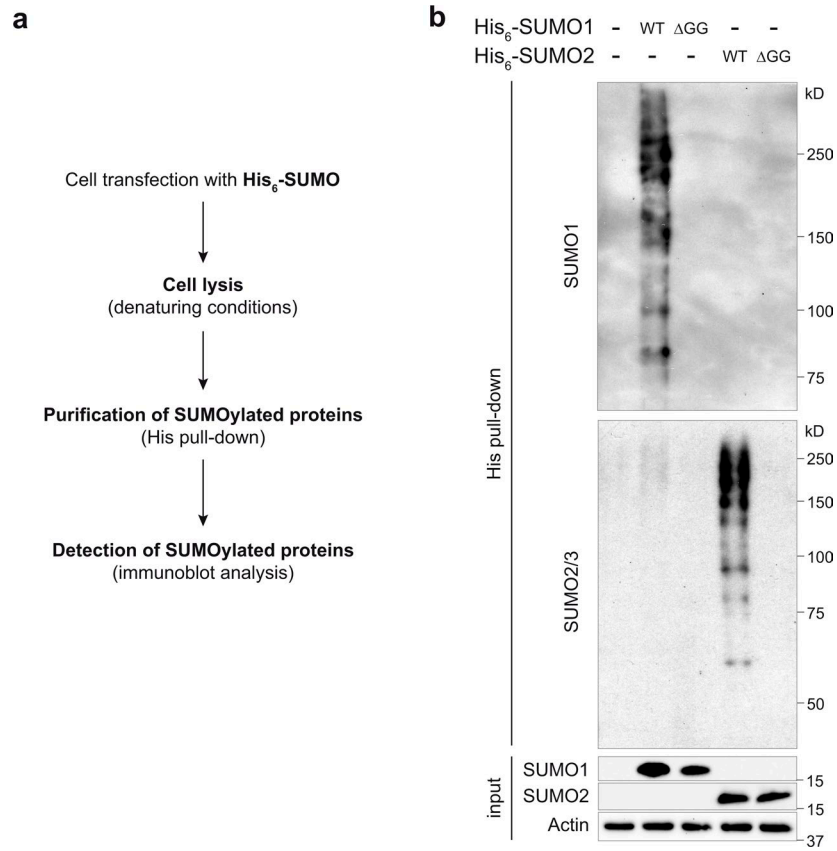 a
Cell transfection with His6-SUMO
Cell lysis
(denaturing conditions)
Purification of SUMOylated proteins
(His pull-down)
Detection of SUMOylated proteins
(immunoblot analysis)
b
His6-SUMO1 - WT ΔGG - -
His6-SUMO2 - - - WT ΔGG
His pull-down
SUMO1
kD
250
150
100
75
SUMO2/3
kD
250
150
100
75
50
input
SUMO1
15
SUMO2
15
Actin
37